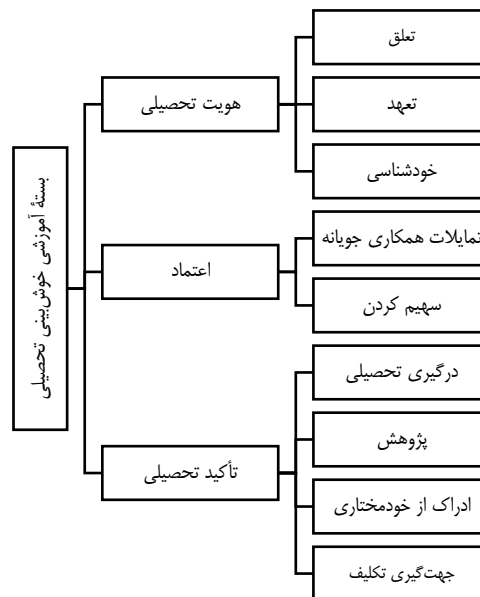 بستهٔ آموزشی خوش‌بینی تحصیلی
هویت تحصیلی
تعلق
تعهد
خودشناسی
اعتماد
تمایلات همکاری جویانه
سهیم کردن
تأکید تحصیلی
درگیری تحصیلی
پژوهش
ادراک از خودمختاری
جهت‌گیری تکلیف